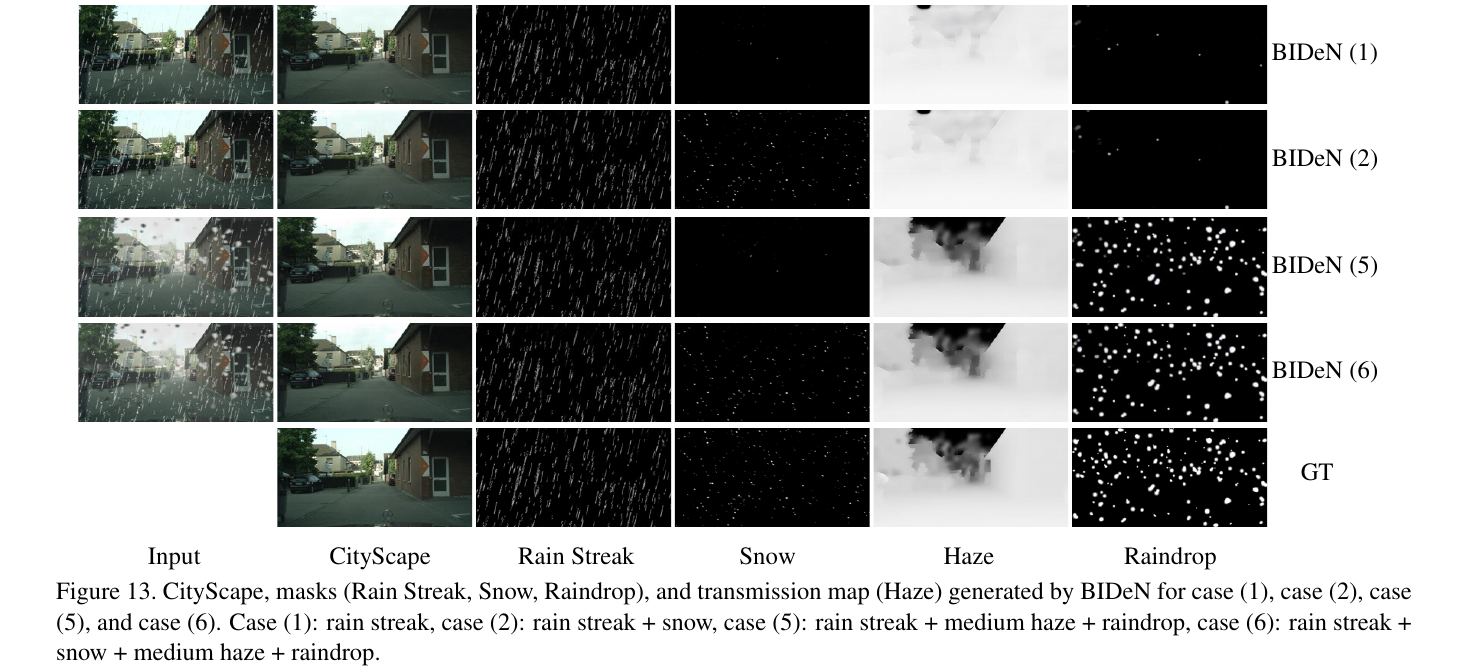 BIDeN (1)
BIDeN (2)
BIDeN (5)
BIDeN (6)
GT
Input CityScape Rain Streak Snow Haze Raindrop
Figure 13. CityScape, masks (Rain Streak, Snow, Raindrop), and transmission map (Haze) generated by BIDeN for case (1), case (2), case
(5), and case (6). Case (1): rain streak, case (2): rain streak + snow, case (5): rain streak + medium haze + raindrop, case (6): rain streak +
snow + medium haze + raindrop.